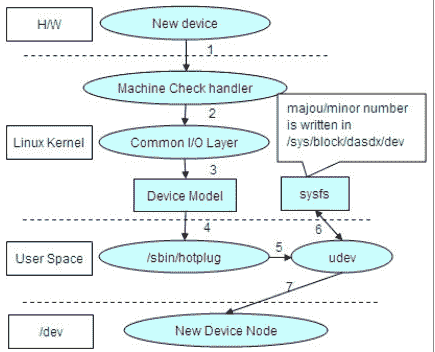 H/W
New device
1
Machine Check handler
2
majou/minor number
is written in
/sys/block/dasdx/dev
Linux Kernel
Common I/O Layer
3
Device Model
sysfs
4
6
User Space
/sbin/hotplug
5
udev
7
/dev
New Device Node